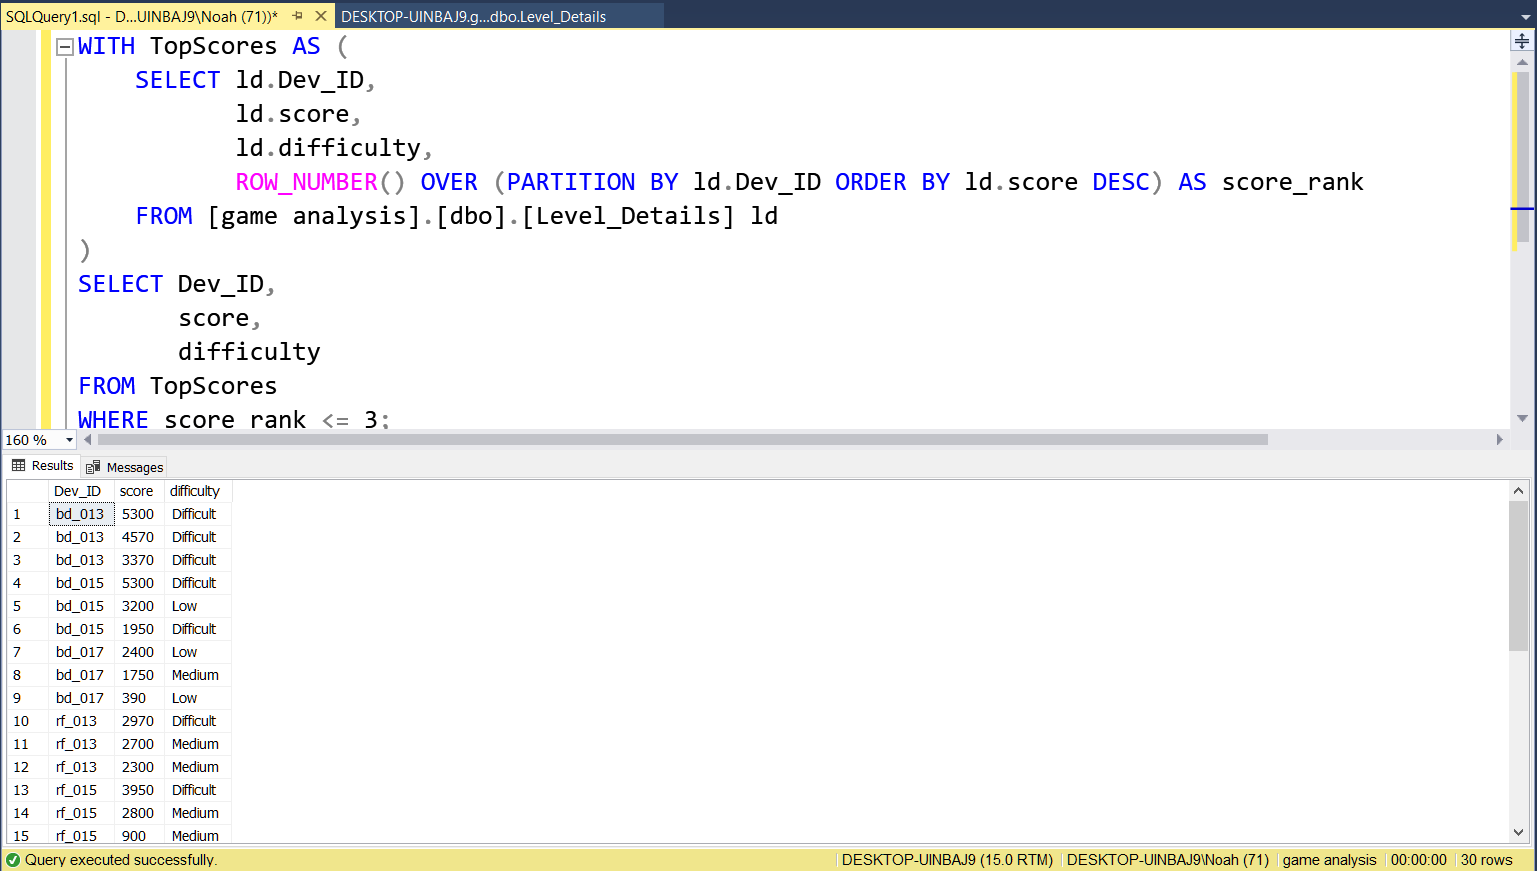 SQLQuery1.sql - D...UINBAJ9\Noah (71))* DESKTOP-UINBAJ9.g...dbo.Level_Details
WITH TopScores AS (
SELECT ld.Dev_ID,
ld.score,
ld.difficulty,
ROW_NUMBER() OVER (PARTITION BY ld.Dev_ID ORDER BY ld.score DESC) AS score_rank
FROM [game analysis].[dbo].[Level_Details] ld
)
SELECT Dev_ID,
score,
difficulty
FROM TopScores
WHERE score_rank <= 3;
160 %
Results Messages
Dev_ID score difficulty
1 bd_013 5300 Difficult
2 bd_013 4570 Difficult
3 bd_013 3370 Difficult
4 bd_015 5300 Difficult
5 bd_015 3200 Low
6 bd_015 1950 Difficult
7 bd_017 2400 Low
8 bd_017 1750 Medium
9 bd_017 390 Low
10 rf_013 2970 Difficult
11 rf_013 2700 Medium
12 rf_013 2300 Medium
13 rf_015 3950 Difficult
14 rf_015 2800 Medium
15 rf_015 900 Medium
Query executed successfully. DESKTOP-UINBAJ9 (15.0 RTM) DESKTOP-UINBAJ9\Noah (71) game analysis 00:00:00 30 rows